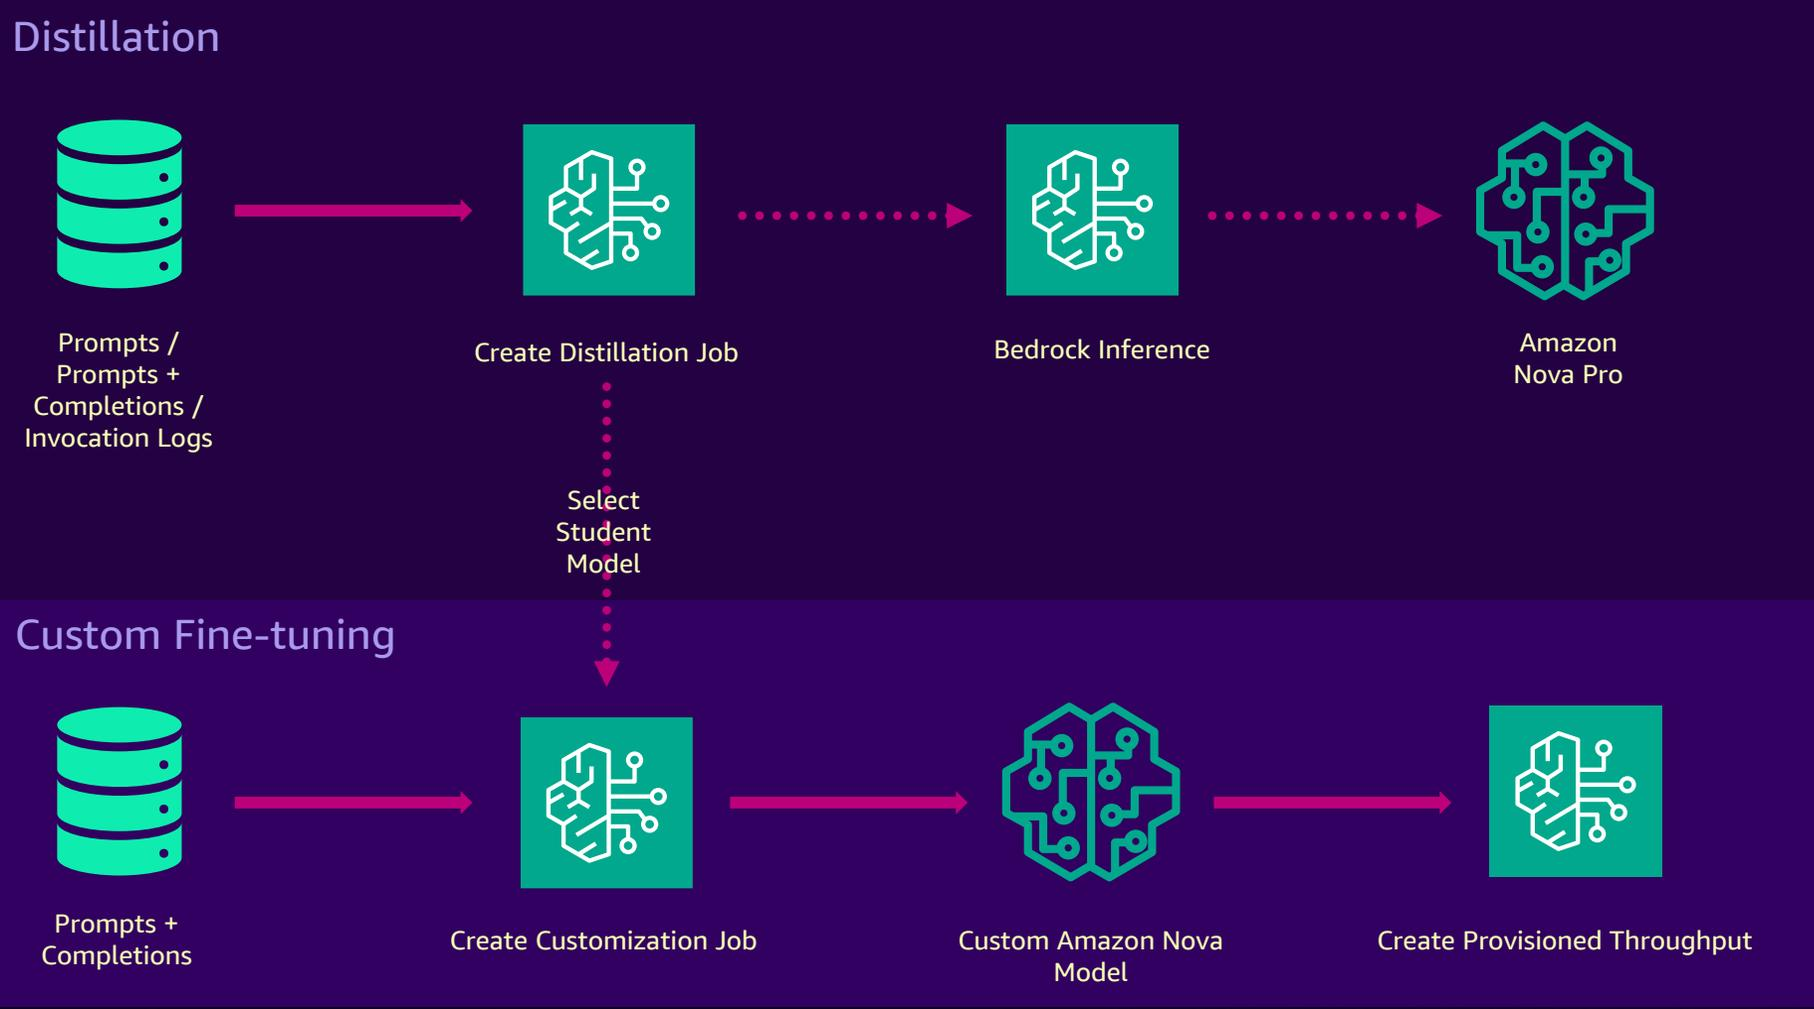 Distillation
Prompts /
Prompts +
Completions /
Invocation Logs
Create Distillation Job
Bedrock Inference
Amazon
Nova Pro
Select
Student
Model
Custom Fine-tuning
Prompts +
Completions
Create Customization Job
Custom Amazon Nova
Model
Create Provisioned Throughput